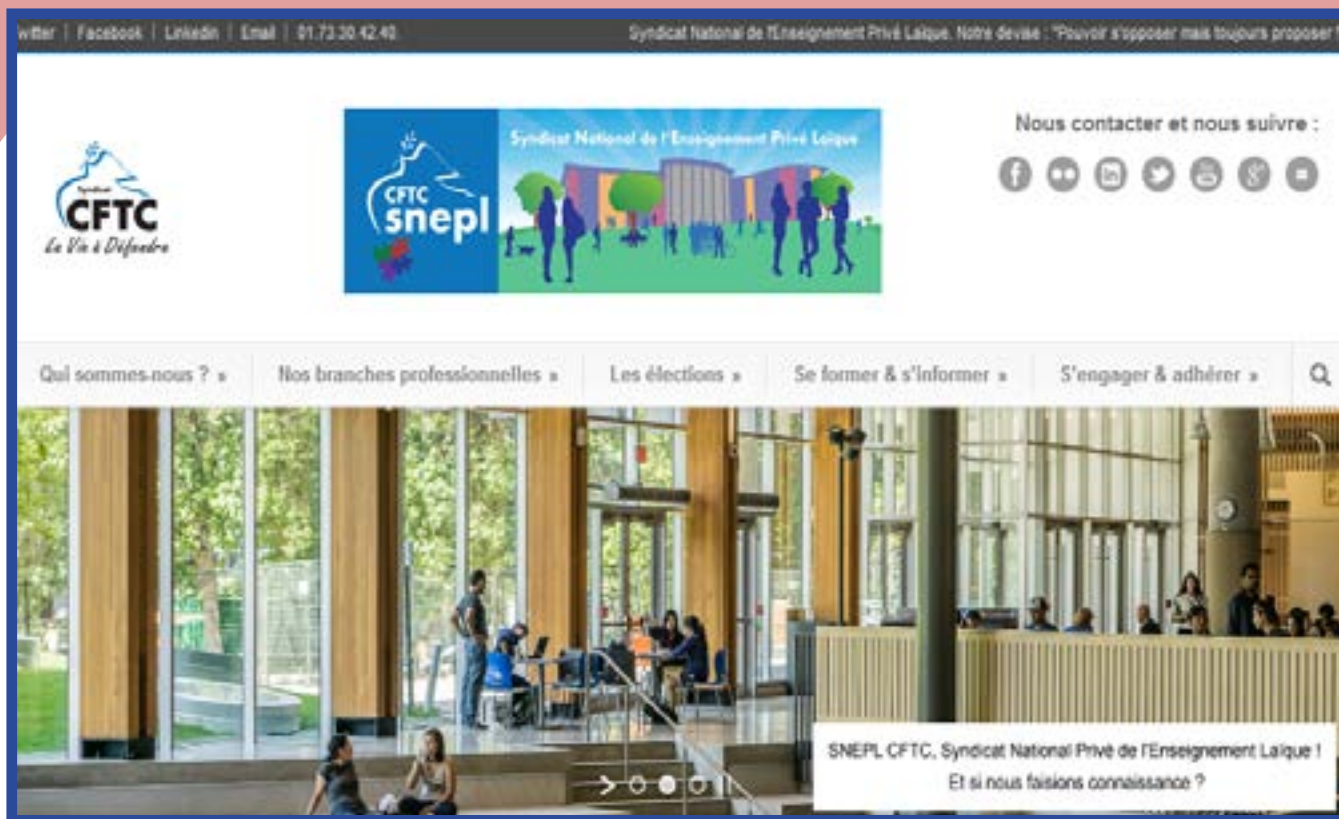 witter | Facebook | Linkedin | Email | 01.73.30.42.40.
Syndicat National de l'Enseignement Privé Laïque. Notre devise : "Pouvoir s'opposer mais toujours proposer !
Syndicat
CFTC
La Vie à Défendre
CFTC
snepl
Syndicat National de l'Enseignement Privé Laïque
Nous contacter et nous suivre :
Qui sommes-nous ? »
Nos branches professionnelles »
Les élections »
Se former & s'informer »
S'engager & adhérer »
SNEPL CFTC, Syndicat National Privé de l'Enseignement Laïque !
Et si nous faisions connaissance ?